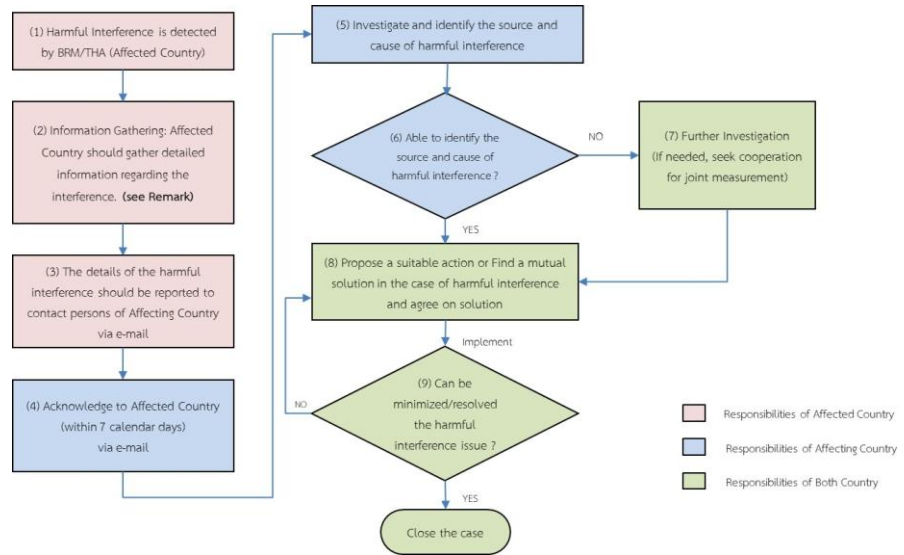 (1) Harmful Interference is detected
by BRM/THA (Affected Country)
(2) Information Gathering: Affected
Country should gather detailed
information regarding the
interference. (see Remark)
(3) The details of the harmful
interference should be reported to
contact persons of Affecting Country
via e-mail
(4) Acknowledge to Affected Country
(within 7 calendar days)
via e-mail
(5) Investigate and identify the source and
cause of harmful interference
(6) Able to identify the
source and cause of
harmful interference ?
NO
(7) Further Investigation
(If needed, seek cooperation
for joint measurement)
YES
(8) Propose a suitable action or Find a mutual
solution in the case of harmful interference
and agree on solution
Implement
(9) Can be
minimized/resolved
the harmful
interference issue ?
NO
YES
Close the case
Responsibilities of Affected Country
Responsibilities of Affecting Country
Responsibilities of Both Country